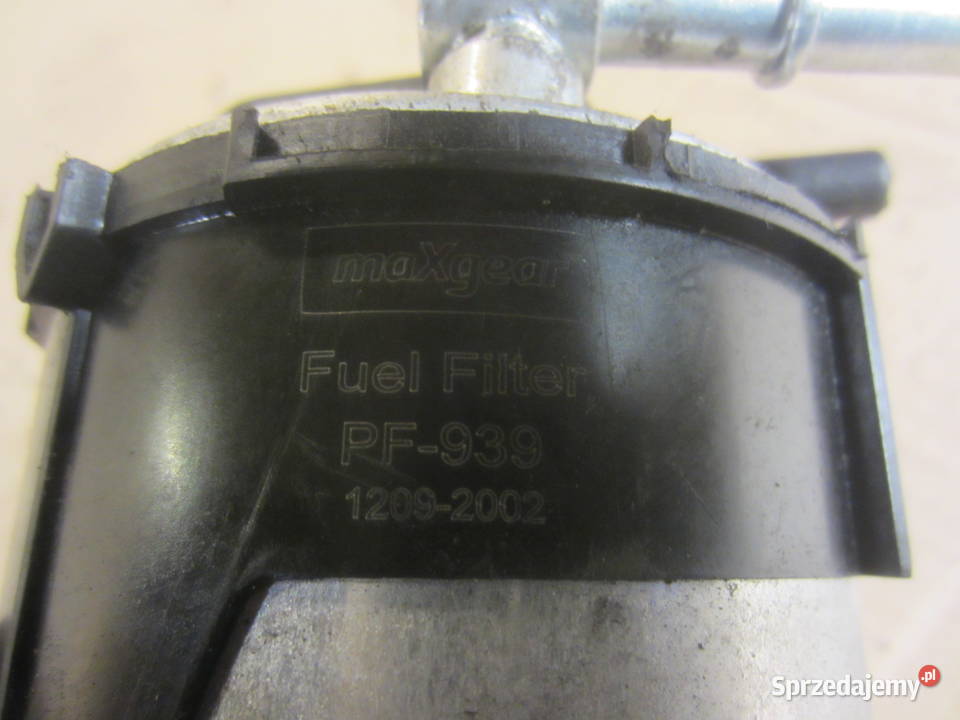 maxgear
Fuel Filter
PF-939
1209-2002
Sprzedajemy.pl